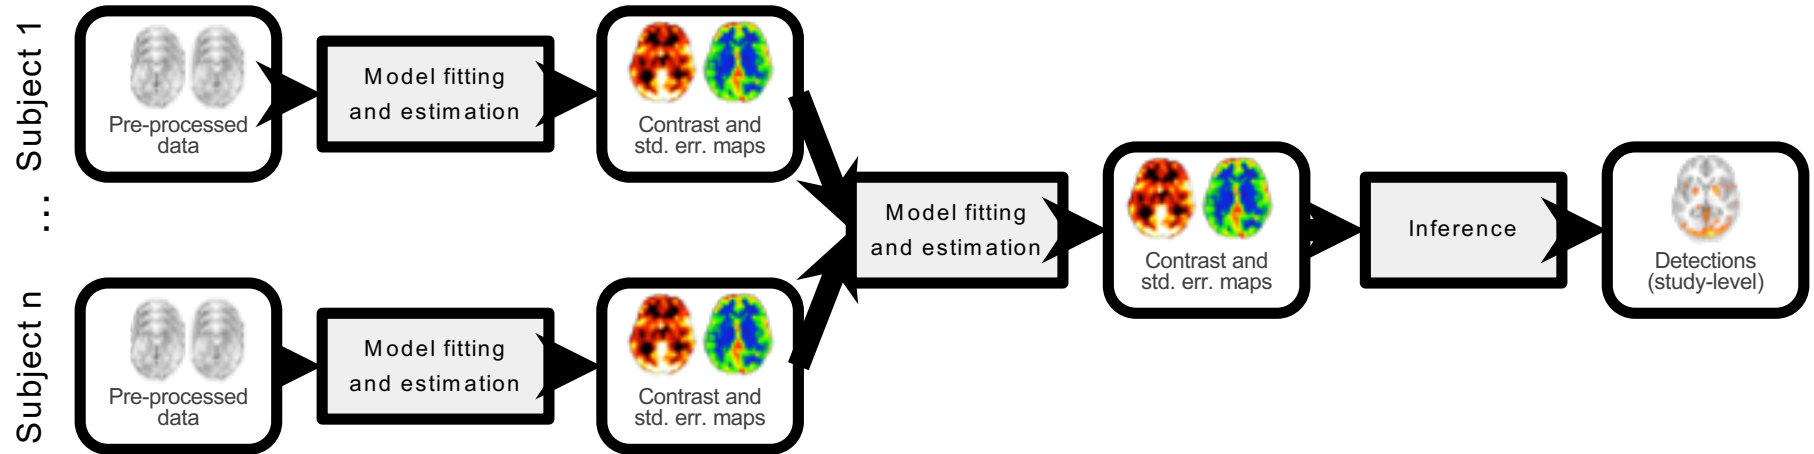 Subject 1
Pre-processed
data
Model fitting
and estimation
Contrast and
std. err. maps
...
Model fitting
and estimation
Contrast and
std. err. maps
Inference
Detections
(study-level)
Subject n
Pre-processed
data
Model fitting
and estimation
Contrast and
std. err. maps